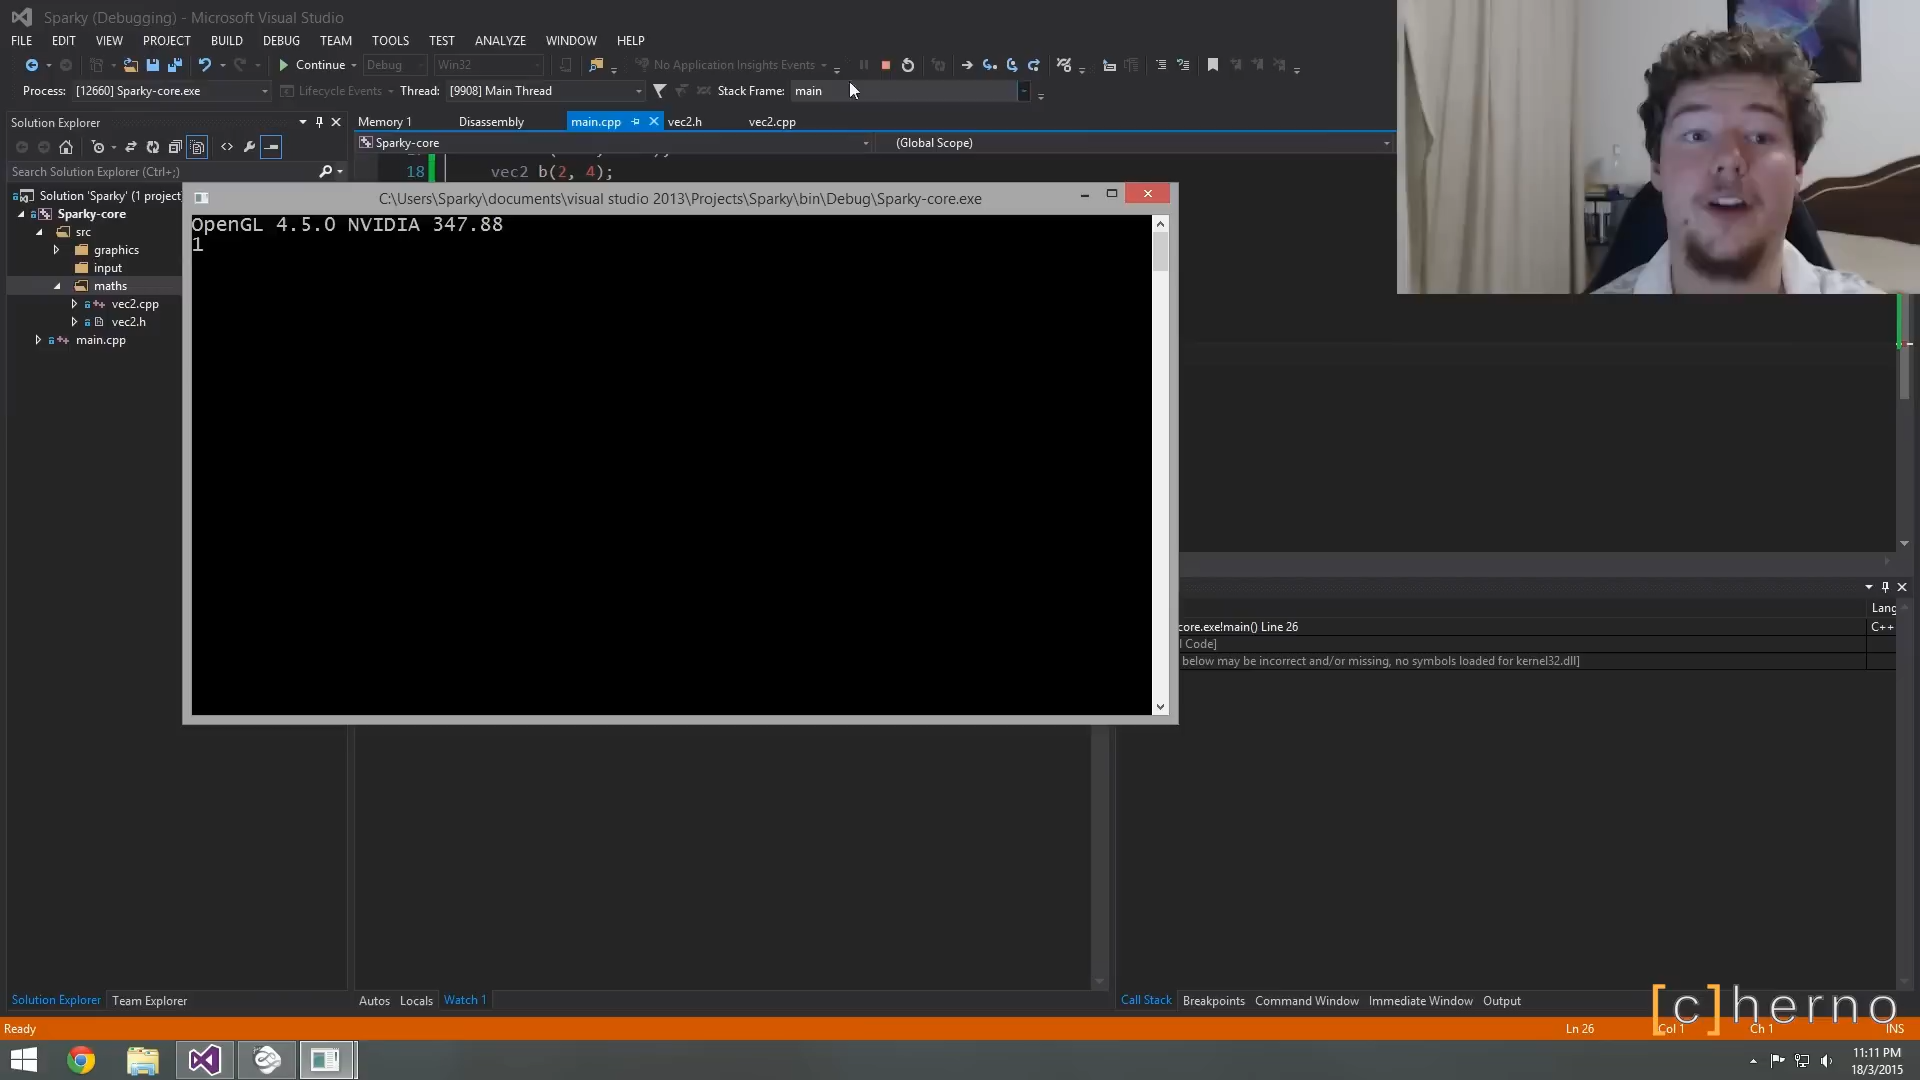 Sparky (Debugging) - Microsoft Visual Studio
FILE EDIT VIEW PROJECT BUILD DEBUG TEAM TOOLS TEST ANALYZE WINDOW HELP
Continue Debug Win32 No Application Insights Events
Process: [12660] Sparky-core.exe Lifecycle Events Thread: [9908] Main Thread Stack Frame: main
Solution Explorer
Memory 1 Disassembly main.cpp vec2.h vec2.cpp
Sparky-core (Global Scope)
Search Solution Explorer (Ctrl+;)
18 vec2 b(2, 4);
Solution 'Sparky' (1 project
Sparky-core
src
graphics
input
maths
vec2.cpp
vec2.h
main.cpp
C:\Users\Sparky\documents\visual studio 2013\Projects\Sparky\bin\Debug\Sparky-core.exe
OpenGL 4.5.0 NVIDIA 347.88
1
Lang
core.exe!main() Line 26 C++
l Code]
below may be incorrect and/or missing, no symbols loaded for kernel32.dll]
Solution Explorer Team Explorer
Autos Locals Watch 1
Call Stack Breakpoints Command Window Immediate Window Output
[c]herno
Ready Ln 26 Col 1 Ch 1 INS
11:11 PM
18/3/2015